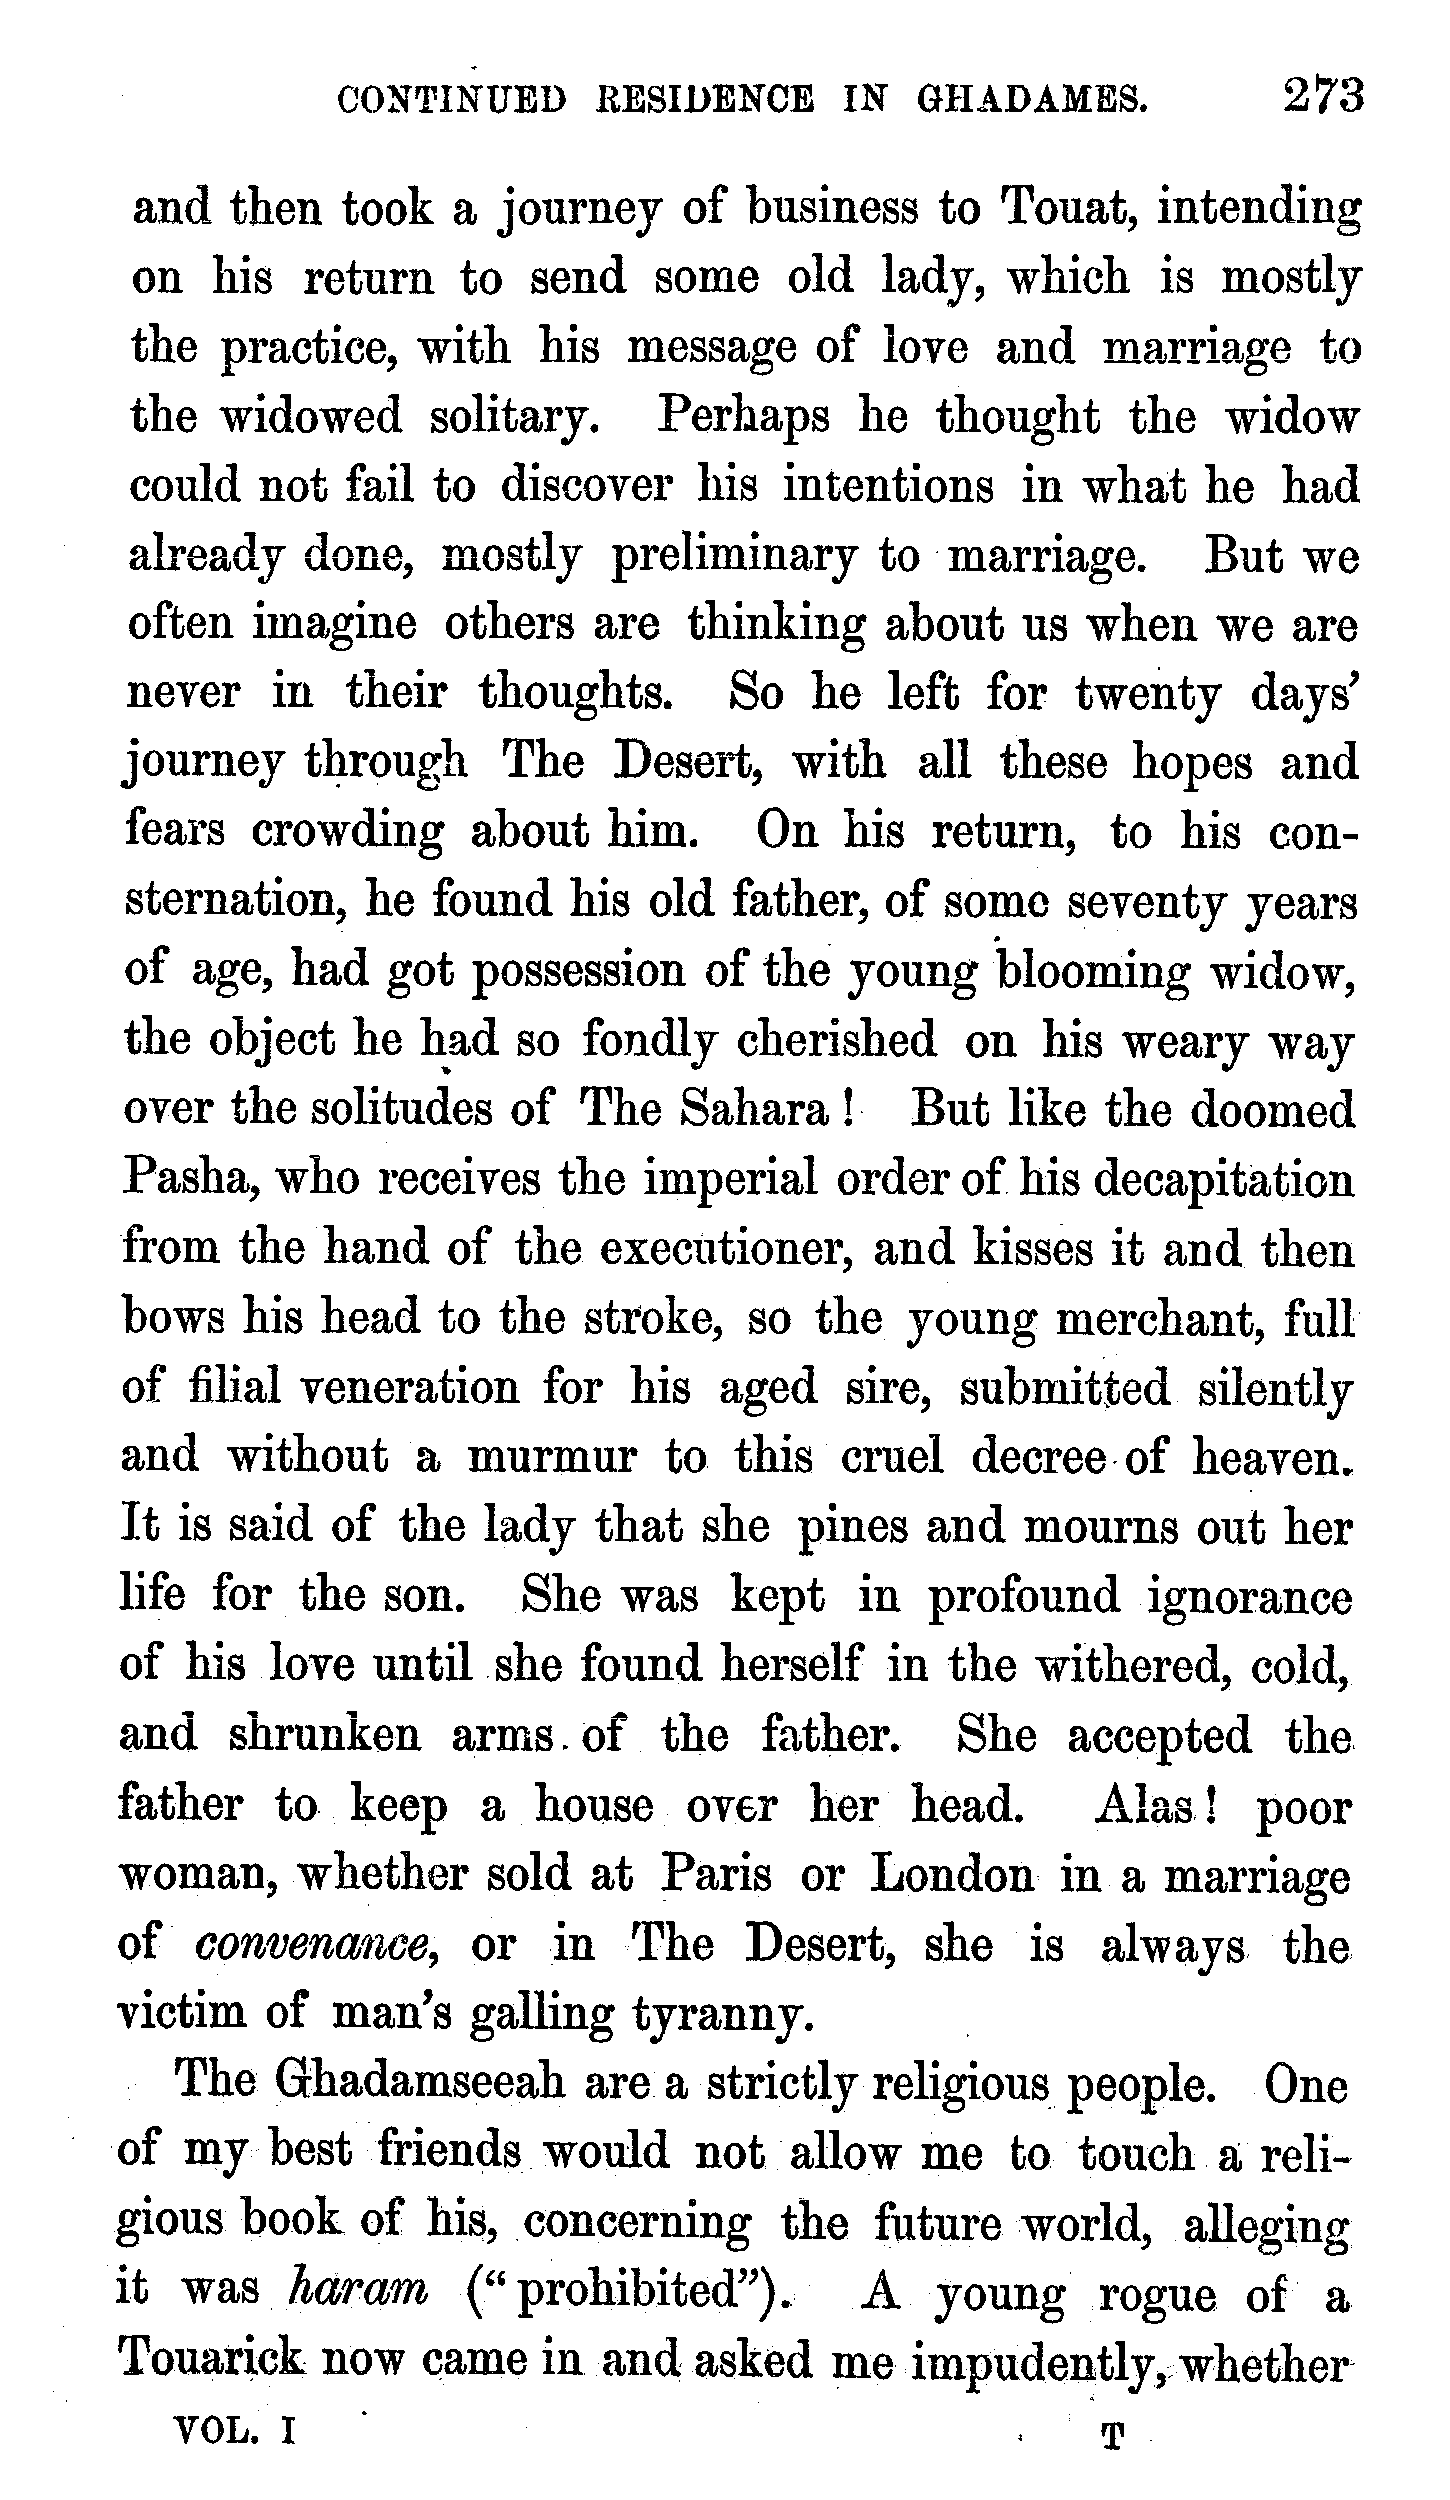 CONTINUED RESIDENCE IN GHADAMES. 273
and then took a journey of business to Touat, intending
on his return to send some old lady, which is mostly
the practice, with his message of love and marriage to
the widowed solitary. Perhaps he thought the widow
could not fail to discover his intentions in what he had
already done, mostly preliminary to marriage. But we
often imagine others are thinking about us when we are
never in their thoughts. So he left for twenty days'
journey through The Desert, with all these hopes and
fears crowding about him. On his return, to his con-
sternation, he found his old father, of some seventy years
of age, had got possession of the young blooming widow,
the object he had so fondly cherished on his weary way
over the solitudes of The Sahara! But like the doomed
Pasha, who receives the imperial order of his decapitation
from the hand of the executioner, and kisses it and then
bows his head to the stroke, so the young merchant, full
of filial veneration for his aged sire, submitted silently
and without a murmur to this cruel decree of heaven.
It is said of the lady that she pines and mourns out her
life for the son. She was kept in profound ignorance
of his love until she found herself in the withered, cold,
and shrunken arms of the father. She accepted the
father to keep a house over her head. Alas! poor
woman, whether sold at Paris or London in a marriage
of convenance, or in The Desert, she is always the
victim of man's galling tyranny.
The Ghadamseeah are a strictly religious people. One
of my best friends would not allow me to touch a reli-
gious book of his, concerning the future world, alleging
it was haram ("prohibited"). A young rogue of a
Touarick now came in and asked me impudently, whether
VOL. I T